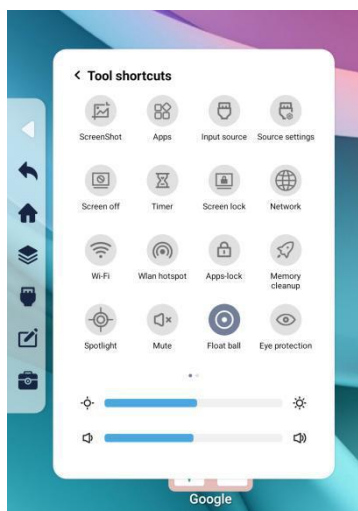 Tool shortcuts
ScreenShot Apps Input source Source settings
Screen off Timer Screen lock Network
Wi-Fi Wlan hotspot Apps-lock Memory
cleanup
Spotlight Mute Float ball Eye protection
Google